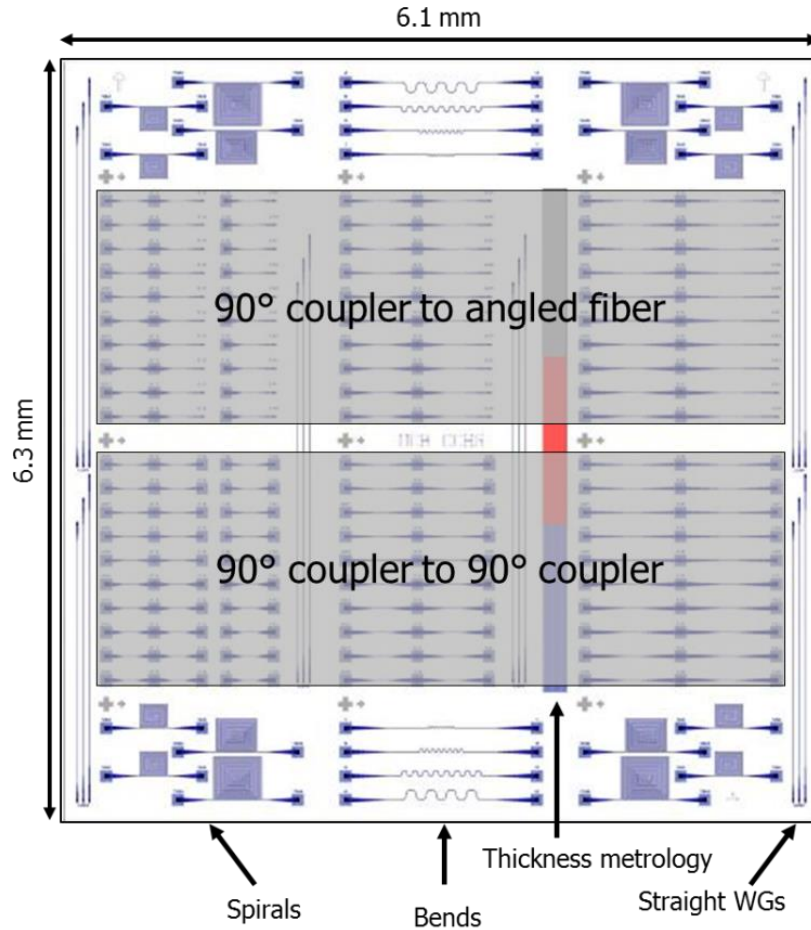 6.1 mm
6.3 mm
90° coupler to angled fiber
90° coupler to 90° coupler
Thickness metrology
Spirals
Bends
Straight WGs